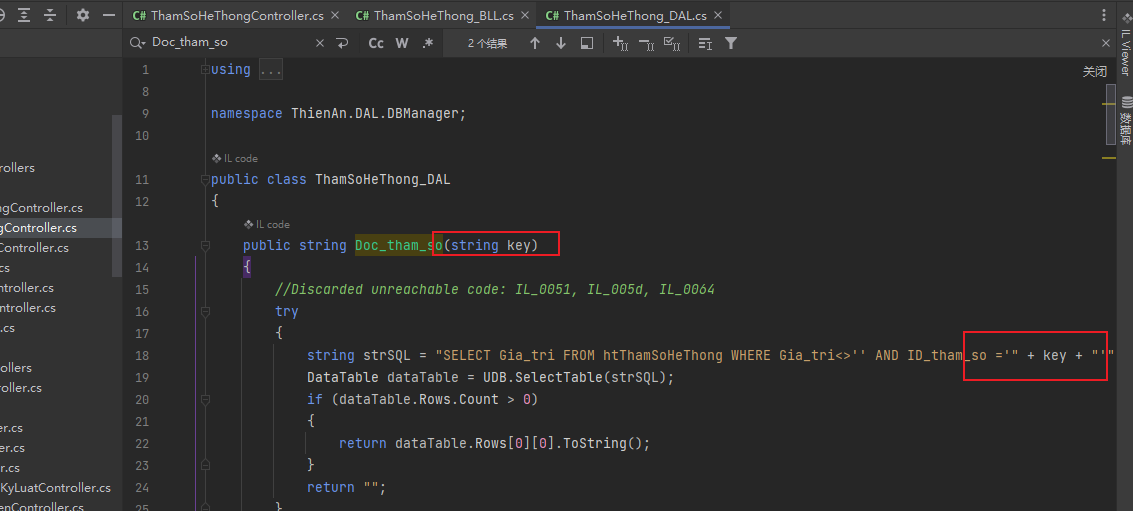 ThamSoHeThongController.cs
ThamSoHeThong_BLL.cs
ThamSoHeThong_DAL.cs
Doc_tham_so
Cc
W
.*
2 个结果
关闭
IL Viewer
数据库
rollers
ngController.cs
gController.cs
Controller.cs
.cs
ntroller.cs
ontroller.cs
.cs
rollers
ntroller.cs
er.cs
er.cs
r.cs
KyLuatController.cs
enController.cs
1 using ...
8
9 namespace ThienAn.DAL.DBManager;
10
IL code
11 public class ThamSoHeThong_DAL
12 {
IL code
13 public string Doc_tham_so(string key)
14 {
15 //Discarded unreachable code: IL_0051, IL_005d, IL_0064
16 try
17 {
18 string strSQL = "SELECT Gia_tri FROM htThamSoHeThong WHERE Gia_tri<>'' AND ID_tham_so ='" + key + "'"
19 DataTable dataTable = UDB.SelectTable(strSQL);
20 if (dataTable.Rows.Count > 0)
21 {
22 return dataTable.Rows[0][0].ToString();
23 }
24 return "";
25 }